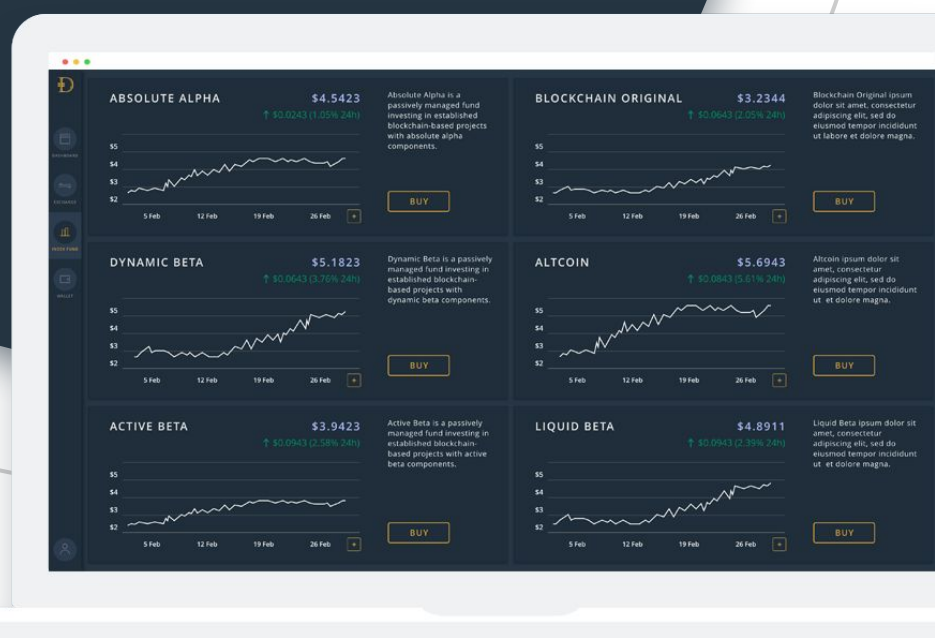 ABSOLUTE ALPHA
$4.5423
↑ $0.0243 (1.05% 24h)
$5
$4
$3
$2
5 Feb 12 Feb 19 Feb 26 Feb +
Absolute Alpha is a
passively managed fund
investing in established
blockchain-based projects
with absolute alpha
components.
BUY
BLOCKCHAIN ORIGINAL
$3.2344
↑ $0.0643 (2.05% 24h)
$5
$4
$3
$2
5 Feb 12 Feb 19 Feb 26 Feb +
Blockchain Original ipsum
dolor sit amet, consectetur
adipiscing elit, sed do
eiusmod tempor incididunt
ut labore et dolore magna.
BUY
DASHBOARD
EXCHANGE
WALLET
DYNAMIC BETA
$5.1823
↑ $0.0643 (3.76% 24h)
$5
$4
$3
$2
5 Feb 12 Feb 19 Feb 26 Feb +
Dynamic Beta is a passively
managed fund investing in
established blockchain-
based projects with
dynamic beta components.
BUY
ALTCOIN
$5.6943
↑ $0.0843 (5.61% 24h)
$5
$4
$3
$2
5 Feb 12 Feb 19 Feb 26 Feb +
Altcoin ipsum dolor sit
amet, consectetur
adipiscing elit, sed do
eiusmod tempor incididunt
ut et dolore magna.
BUY
ACTIVE BETA
$3.9423
↑ $0.0943 (2.58% 24h)
$5
$4
$3
$2
5 Feb 12 Feb 19 Feb 26 Feb +
Active Beta is a passively
managed fund investing in
established blockchain-
based projects with active
beta components.
BUY
LIQUID BETA
$4.8911
↑ $0.0943 (2.39% 24h)
$5
$4
$3
$2
5 Feb 12 Feb 19 Feb 26 Feb +
Liquid Beta ipsum dolor sit
amet, consectetur
adipiscing elit, sed do
eiusmod tempor incididunt
ut et dolore magna.
BUY